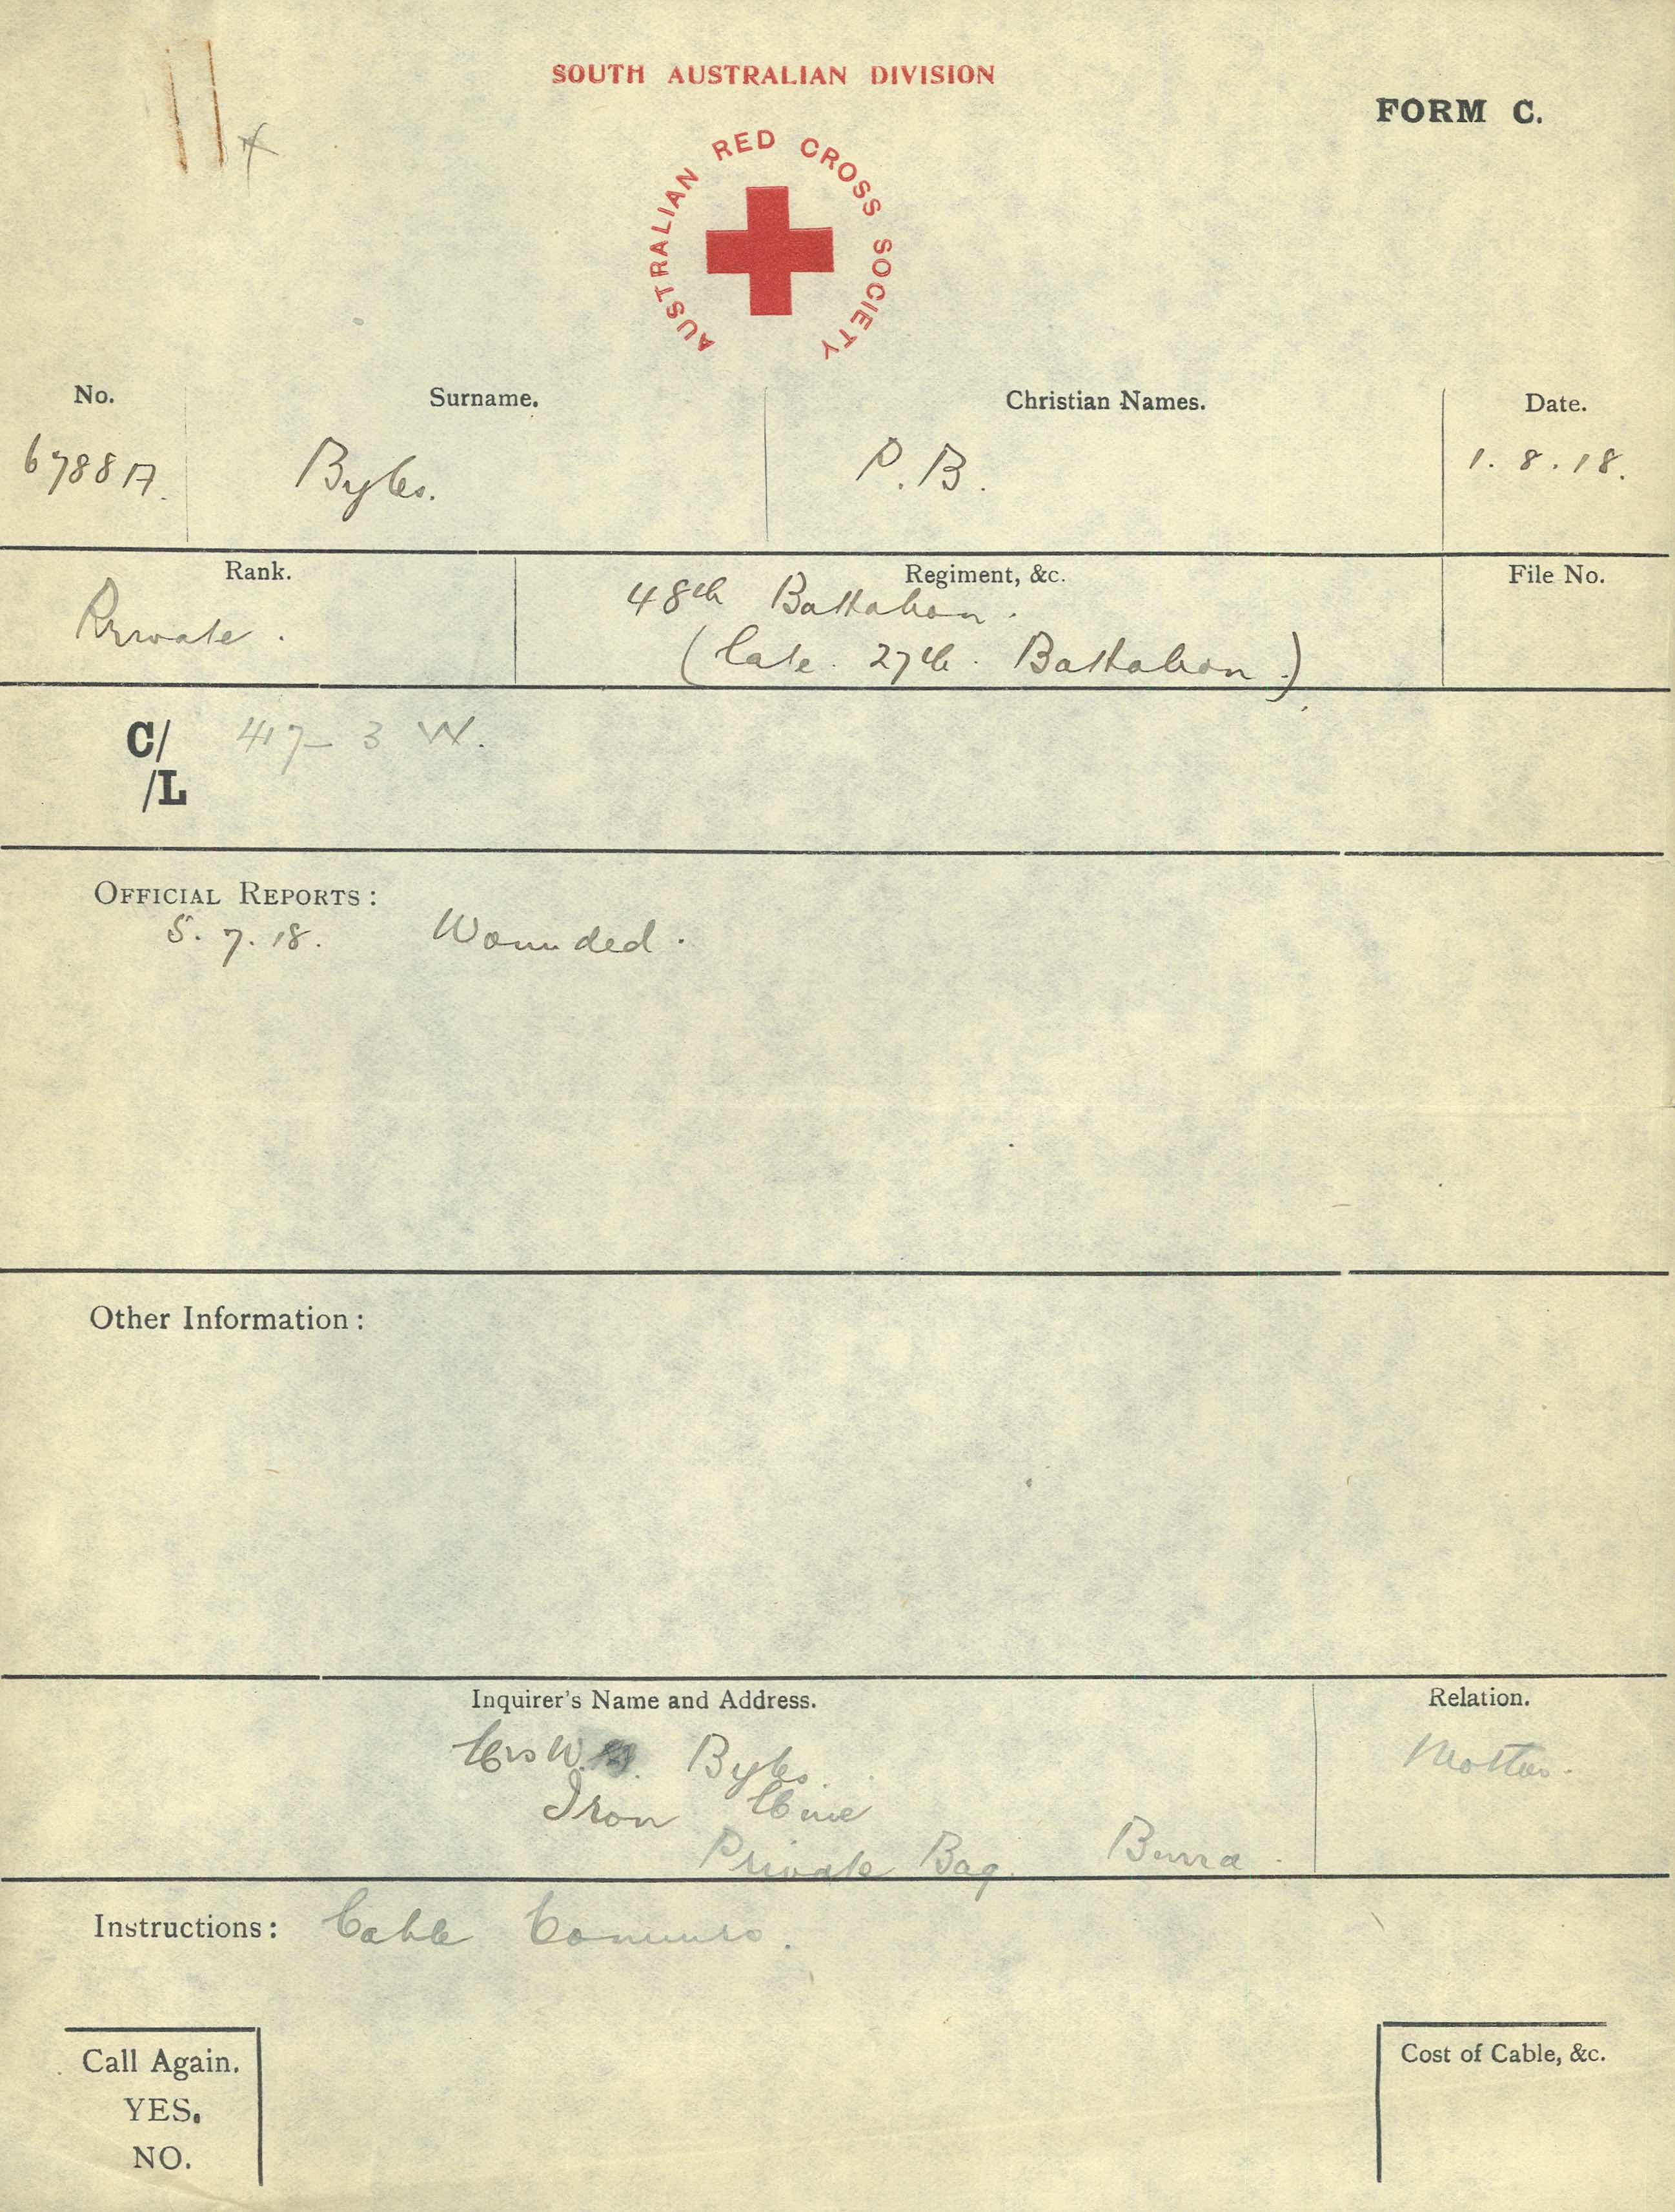 SOUTH AUSTRALIAN DIVISION
FORM C.
AUSTRALIAN RED CROSS SOCIETY
No. Surname. Christian Names. Date.
6788A. Byles. P.B. 1.8.18.
Rank. Regiment, &c. File No.
Private. 48th Battalion.
(late 27th Battalion.)
C/ 417 3 W.
/L
OFFICIAL REPORTS:
5.7.18. Wounded.
Other Information:
Inquirer's Name and Address. Relation.
Mrs W. Byles. Mother.
Iron Mine
Private Bag. Burra.
Instructions: Cable
Call Again. Cost of Cable, &c.
YES.
NO.